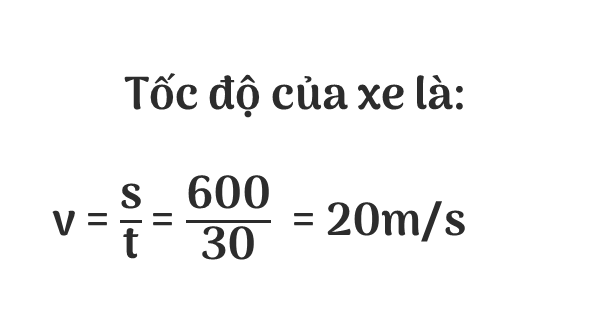 Tốc độ của xe là:
v = s/t = 600/30 = 20m/s